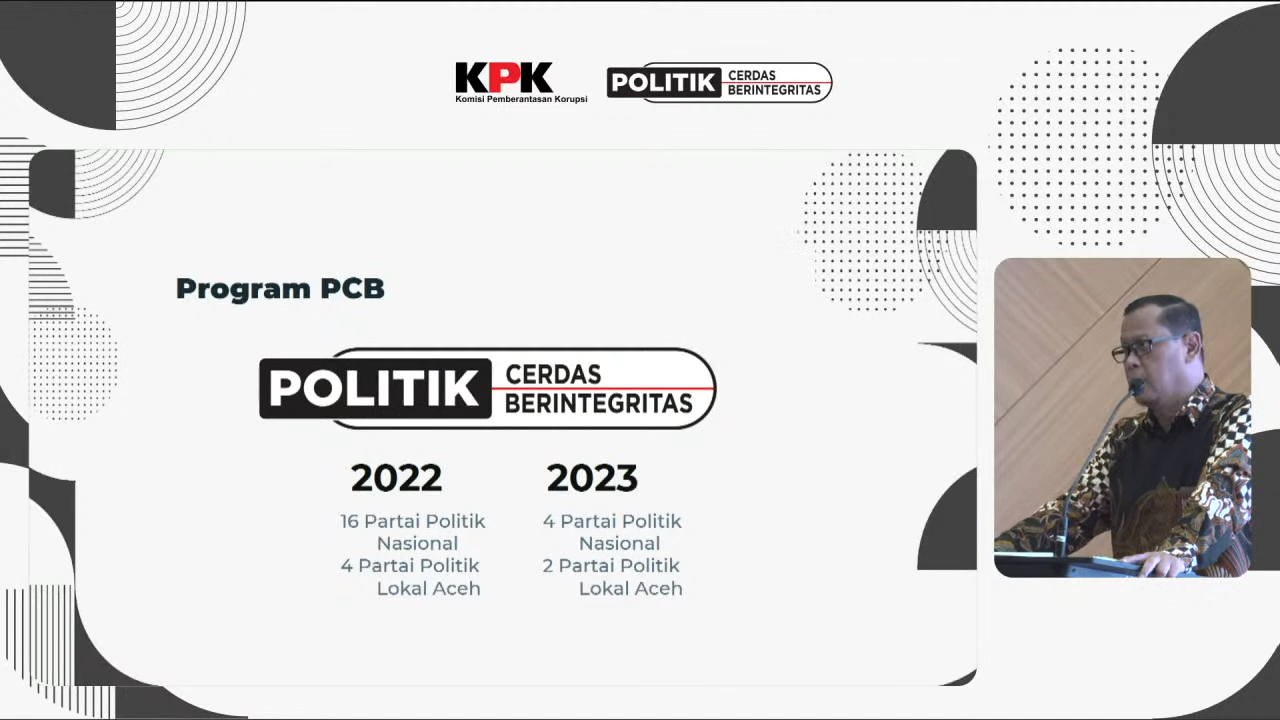 KPK
Komisi Pemberantasan Korupsi
POLITIK
CERDAS
BERINTEGRITAS
Program PCB
POLITIK
CERDAS
BERINTEGRITAS
2022
16 Partai Politik
Nasional
4 Partai Politik
Lokal Aceh
2023
4 Partai Politik
Nasional
2 Partai Politik
Lokal Aceh